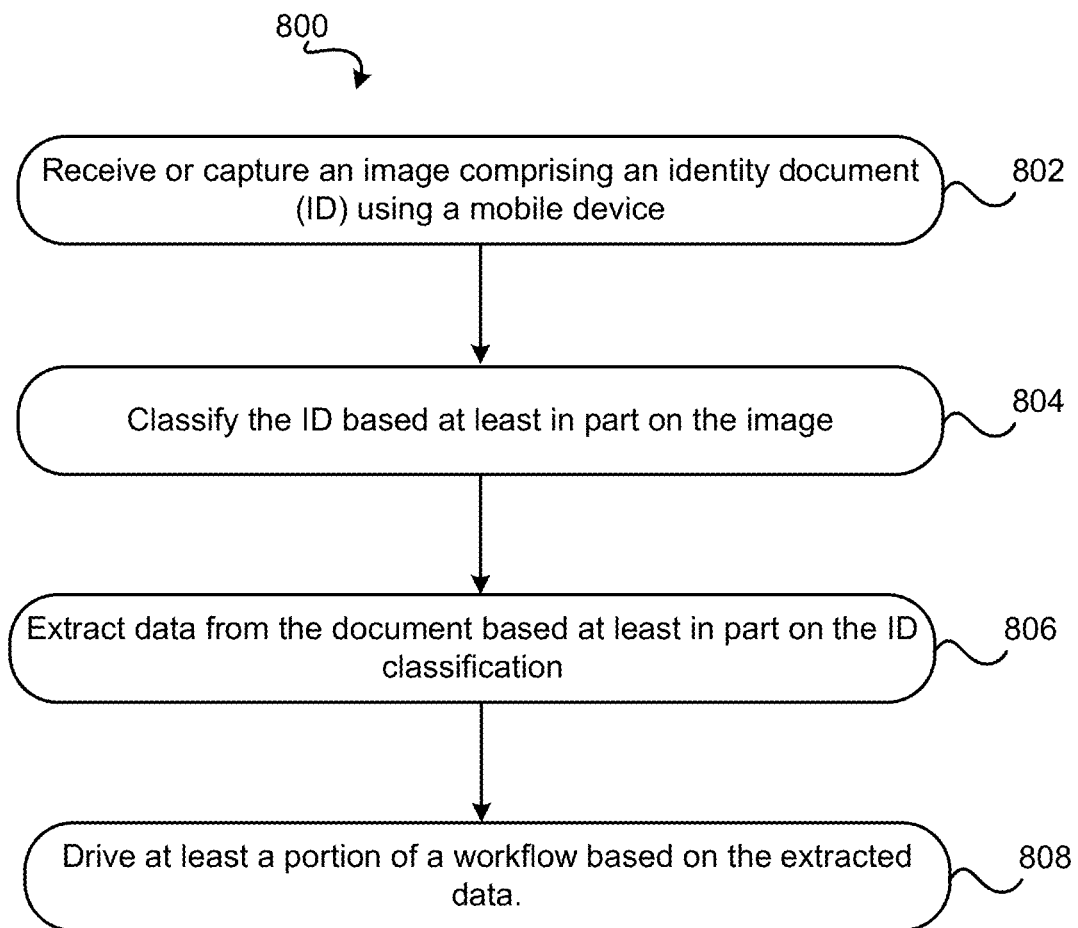 800
Receive or capture an image comprising an identity document
(ID) using a mobile device
802
Classify the ID based at least in part on the image
804
Extract data from the document based at least in part on the ID
classification
806
Drive at least a portion of a workflow based on the extracted
data.
808